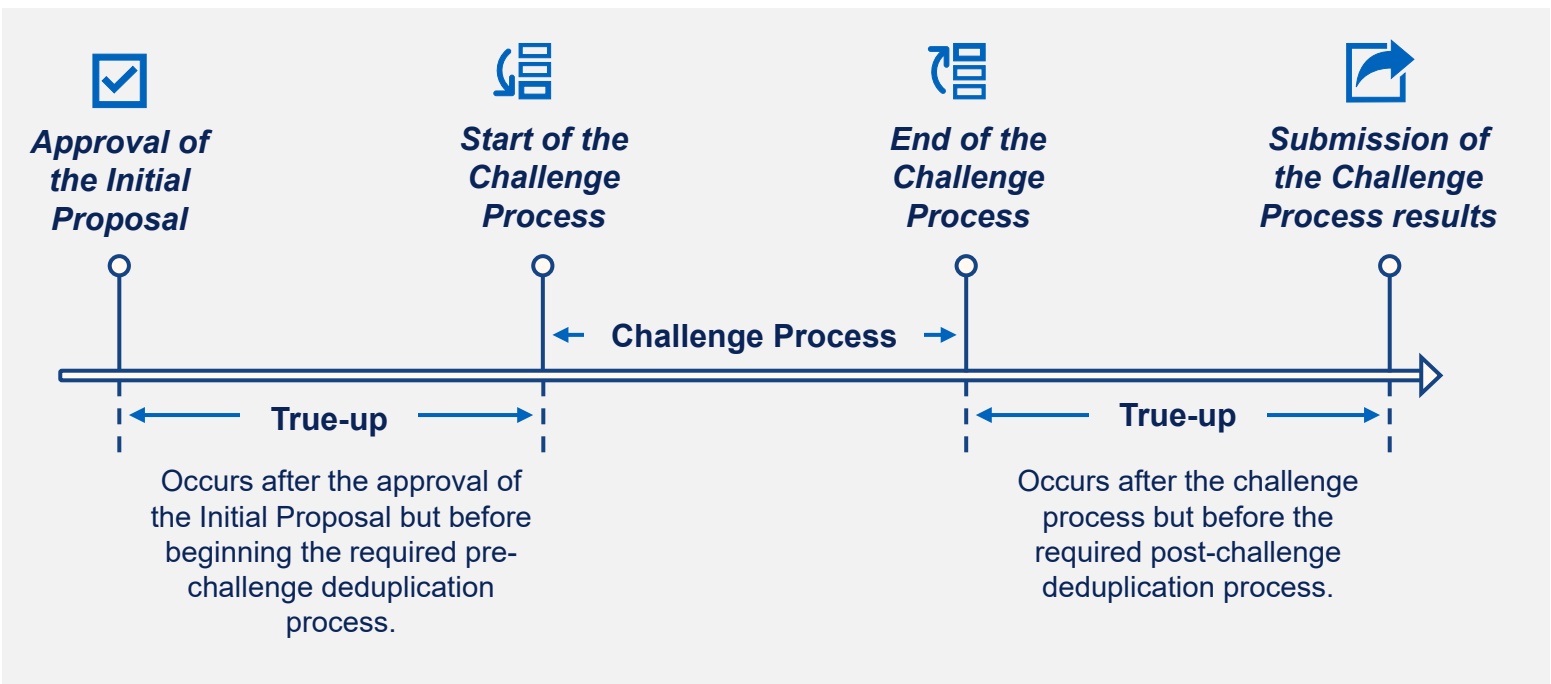 Approval of
the Initial
Proposal
Start of the
Challenge
Process
End of the
Challenge
Process
Submission of
the Challenge
Process results
Challenge Process
True-up
True-up
Occurs after the approval of
the Initial Proposal but before
beginning the required pre-
challenge deduplication
process.
Occurs after the challenge
process but before the
required post-challenge
deduplication process.